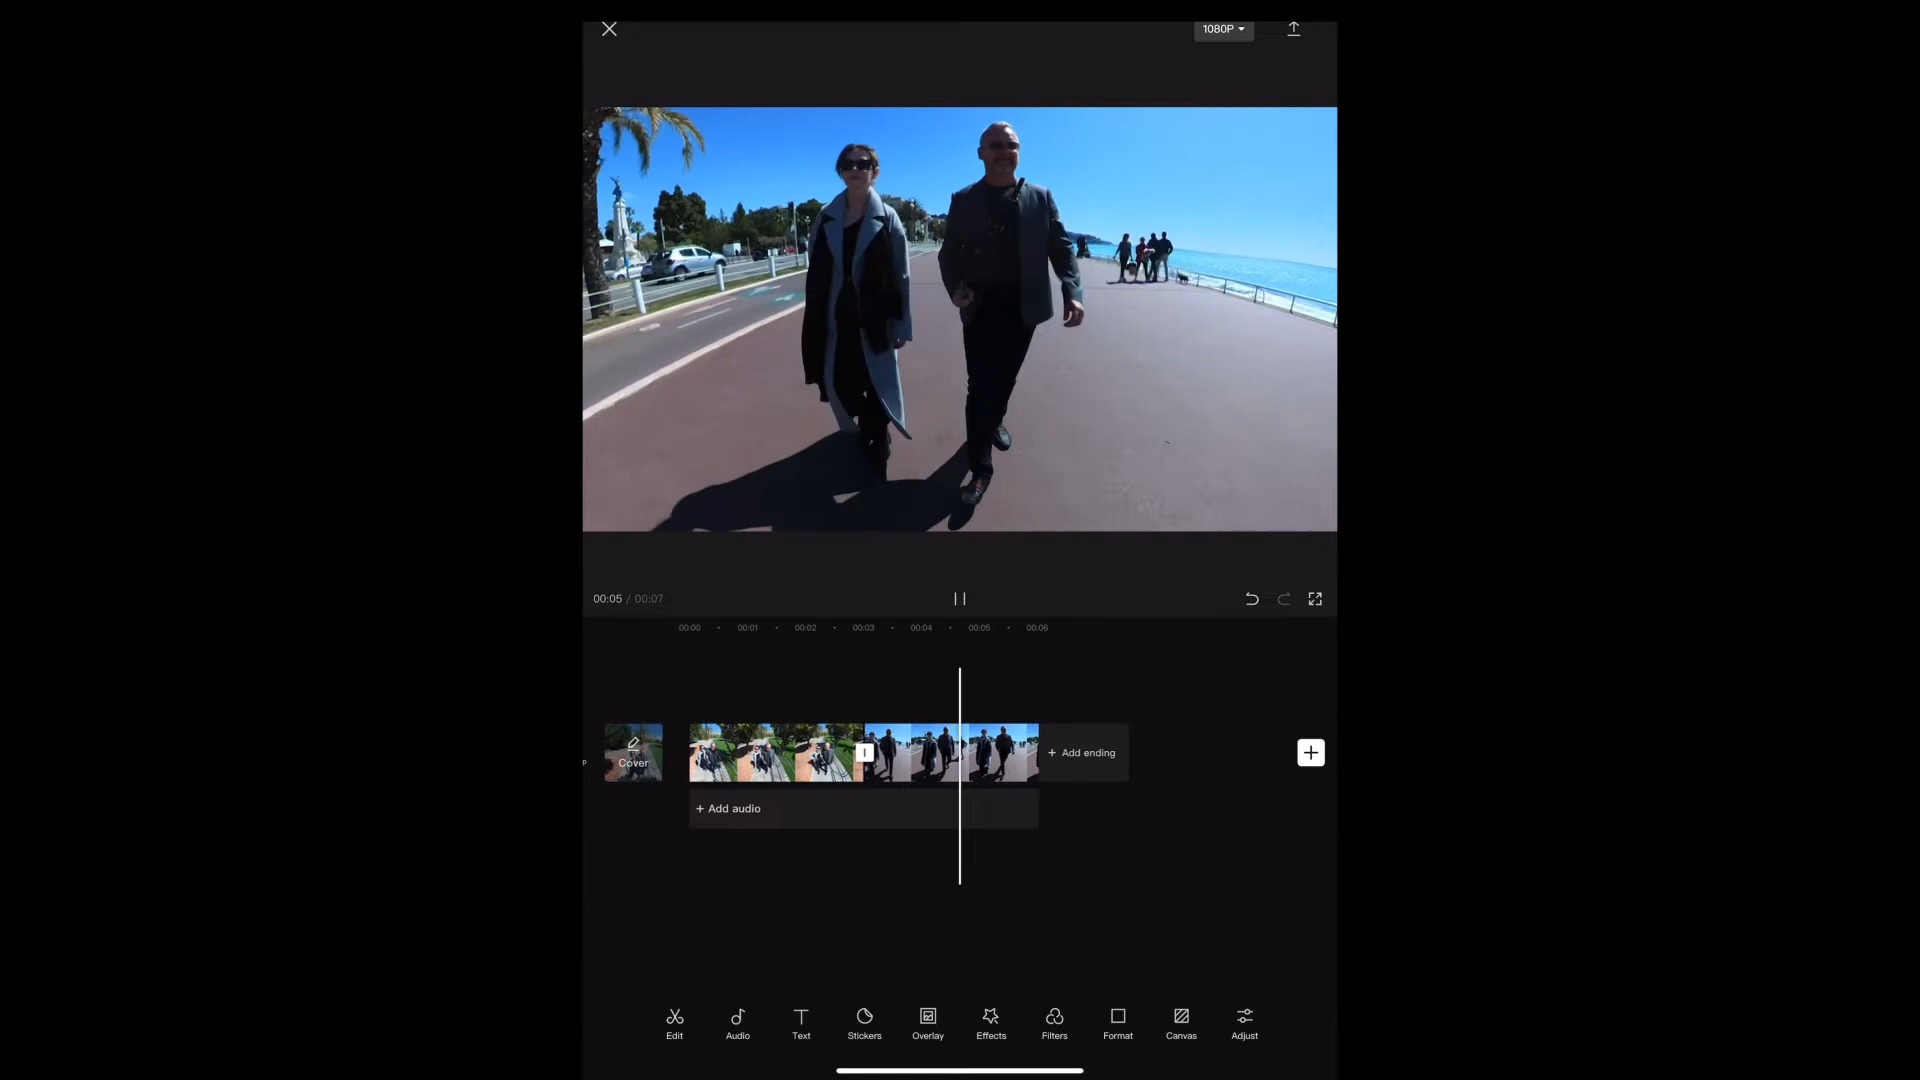 1080P
00:05 / 00:07
00:00 00:01 00:02 00:03 00:04 00:05 00:06
Cover
+ Add ending
+ Add audio
Edit
Audio
Text
Stickers
Overlay
Effects
Filters
Format
Canvas
Adjust